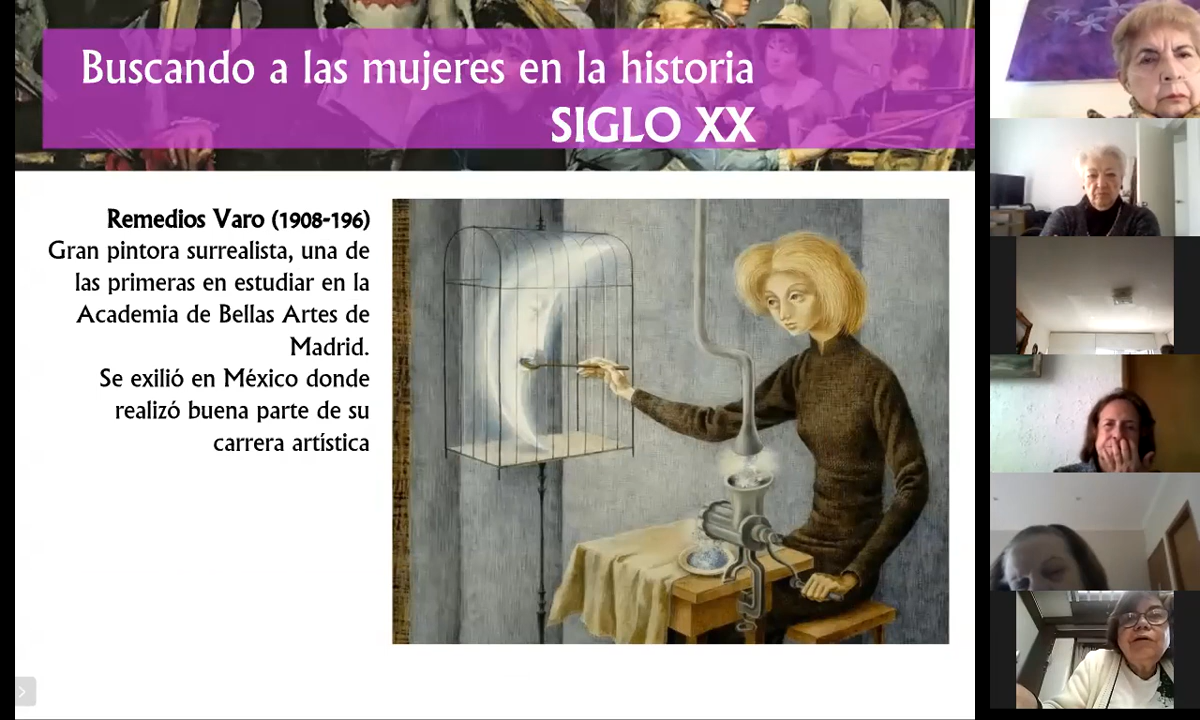 Buscando a las mujeres en la historia
SIGLO XX
Remedios Varo (1908-196)
Gran pintora surrealista, una de
las primeras en estudiar en la
Academia de Bellas Artes de
Madrid.
Se exilió en México donde
realizó buena parte de su
carrera artística